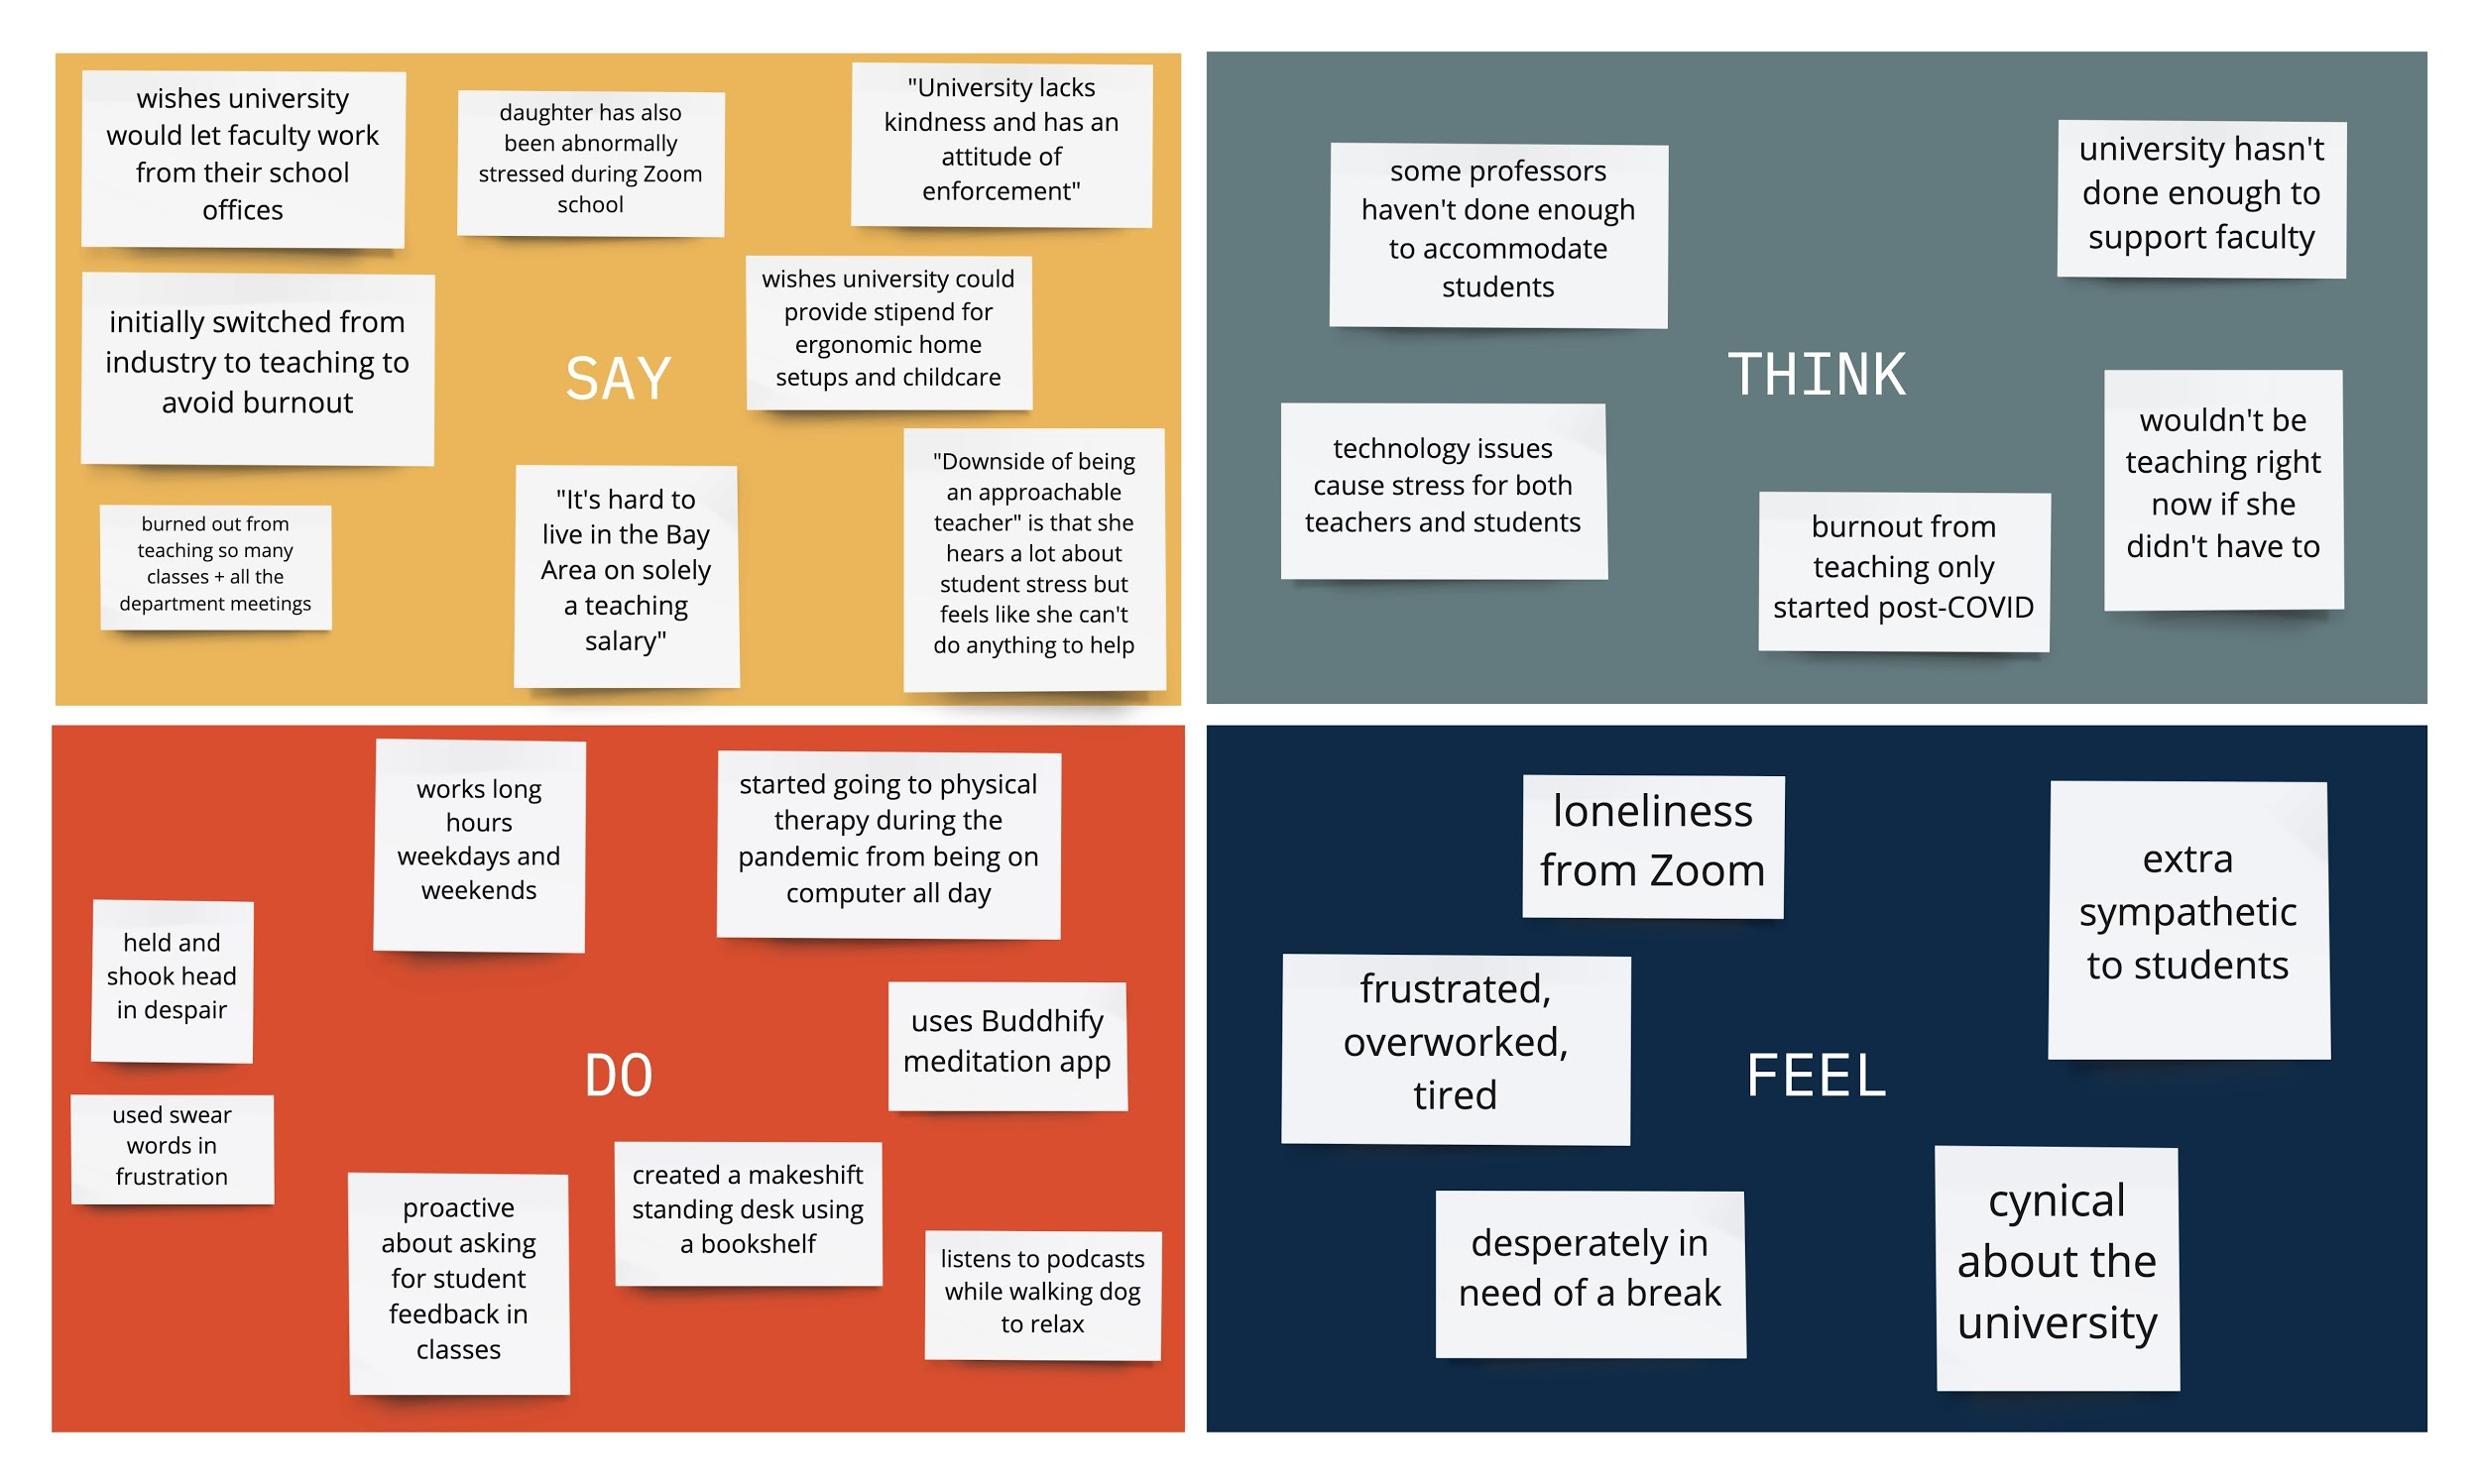 wishes university
would let faculty work
from their school
offices
daughter has also
been abnormally
stressed during Zoom
school
"University lacks
kindness and has an
attitude of
enforcement"
initially switched from
industry to teaching to
avoid burnout
SAY
wishes university could
provide stipend for
ergonomic home
setups and childcare
burned out from
teaching so many
classes + all the
department meetings
"It's hard to
live in the Bay
Area on solely
a teaching
salary"
"Downside of being
an approachable
teacher" is that she
hears a lot about
student stress but
feels like she can't
do anything to help
some professors
haven't done enough
to accommodate
students
university hasn't
done enough to
support faculty
THINK
technology issues
cause stress for both
teachers and students
burnout from
teaching only
started post-COVID
wouldn't be
teaching right
now if she
didn't have to
works long
hours
weekdays and
weekends
started going to physical
therapy during the
pandemic from being on
computer all day
held and
shook head
in despair
uses Buddhify
meditation app
DO
used swear
words in
frustration
proactive
about asking
for student
feedback in
classes
created a makeshift
standing desk using
a bookshelf
listens to podcasts
while walking dog
to relax
loneliness
from Zoom
extra
sympathetic
to students
frustrated,
overworked,
tired
FEEL
desperately in
need of a break
cynical
about the
university